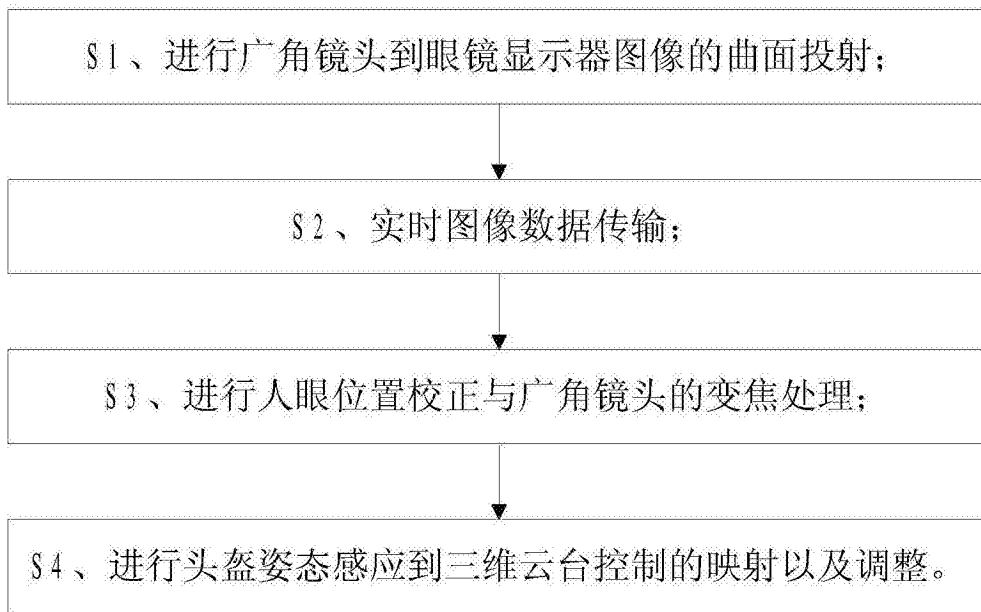 S1、进行广角镜头到眼镜显示器图像的曲面投射；
S2、实时图像数据传输；
S3、进行人眼位置校正与广角镜头的变焦处理；
S4、进行头盔姿态感应到三维云台控制的映射以及调整。